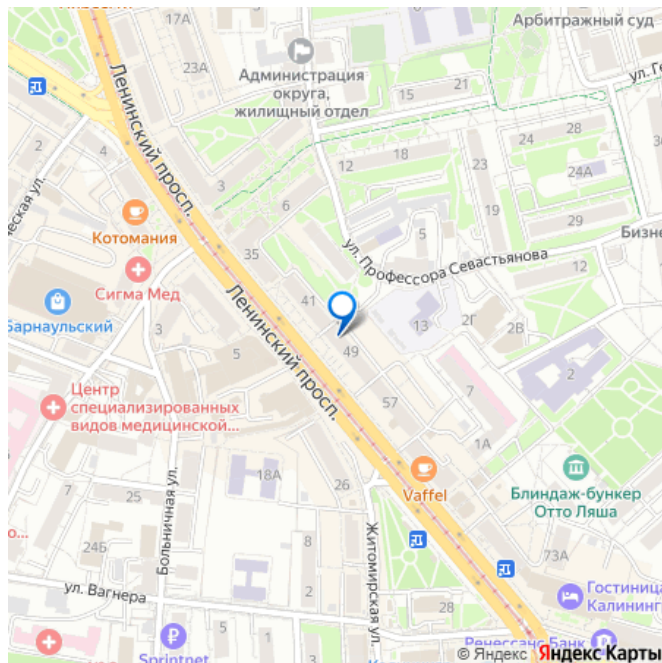 17А
23А
Арбитражный суд
Администрация
округа,
жилищный отдел
15
21
24
28
24А
12
18
23
19
29
2
4
3
6
Ленинский просп.
ул. Профессора Севастьянова
5
Бизне
12
Котомания
35
Сигма Мед
41
49
13
2Г
2В
2
Барнаульский
3
5
Ленинский просп.
57
7
1А
Центр
специализированных
видов медицинской...
18А
26
Vaffel
Блиндаж-бункер
Отто Ляша
7
25
Больничная ул.
24Б
8
1
2
Житомирская ул.
73А
ул. Вагнера
28
Гостиница
Калининг
Sprintnet
Ренессанс Банк
© Яндекс Яндекс Карты